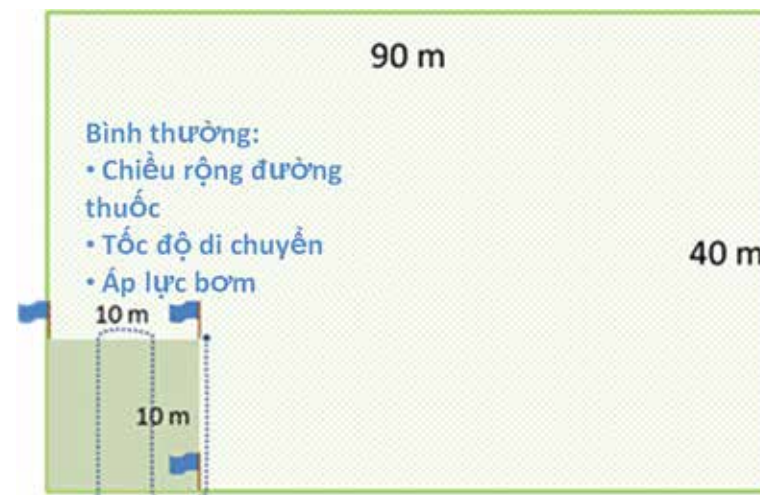 90 m
Bình thường:
• Chiều rộng đường
thuốc
• Tốc độ di chuyển
• Áp lực bơm
40 m
10 m
10 m